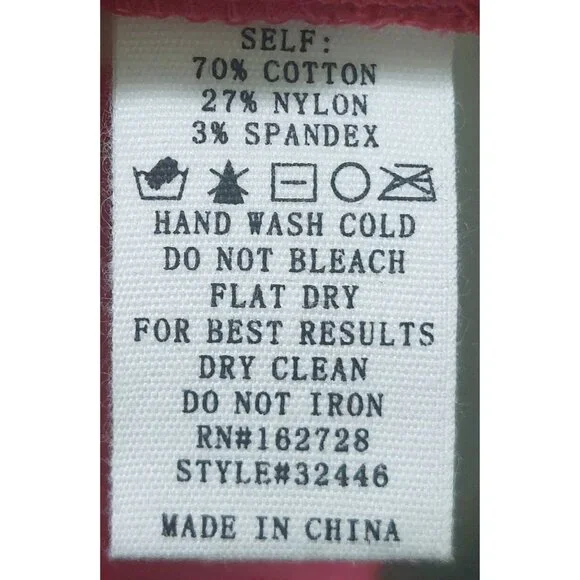 SELF:
70% COTTON
27% NYLON
3% SPANDEX
HAND WASH COLD
DO NOT BLEACH
FLAT DRY
FOR BEST RESULTS
DRY CLEAN
DO NOT IRON
RN#162728
STYLE#32446
MADE IN CHINA